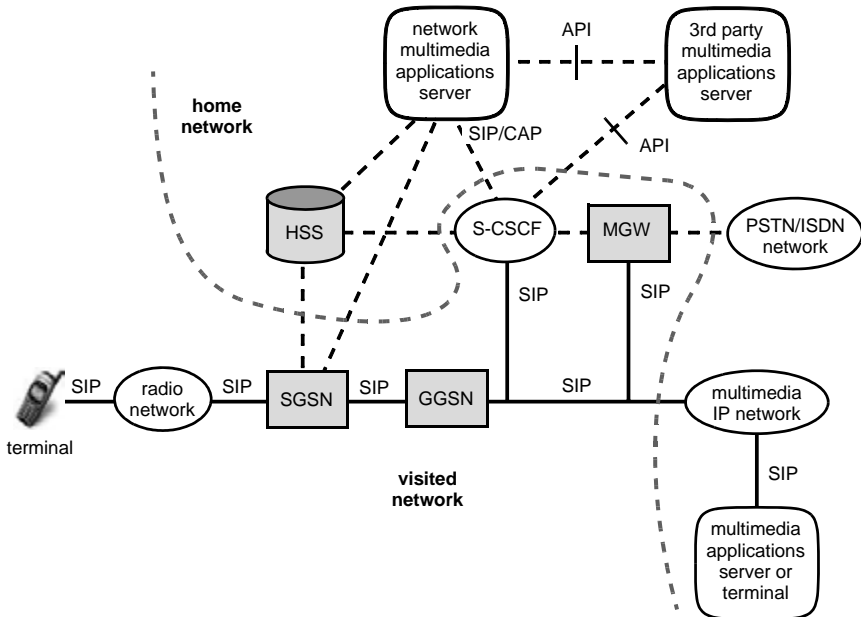 network
multimedia
applications
server
API
3rd party
multimedia
applications
server
home
network
SIP/CAP
API
HSS
S-CSCF
MGW
PSTN/ISDN
network
SIP
SIP
SIP
radio
network
SIP
SGSN
SIP
GGSN
SIP
multimedia
IP network
terminal
visited
network
SIP
multimedia
applications
server or
terminal